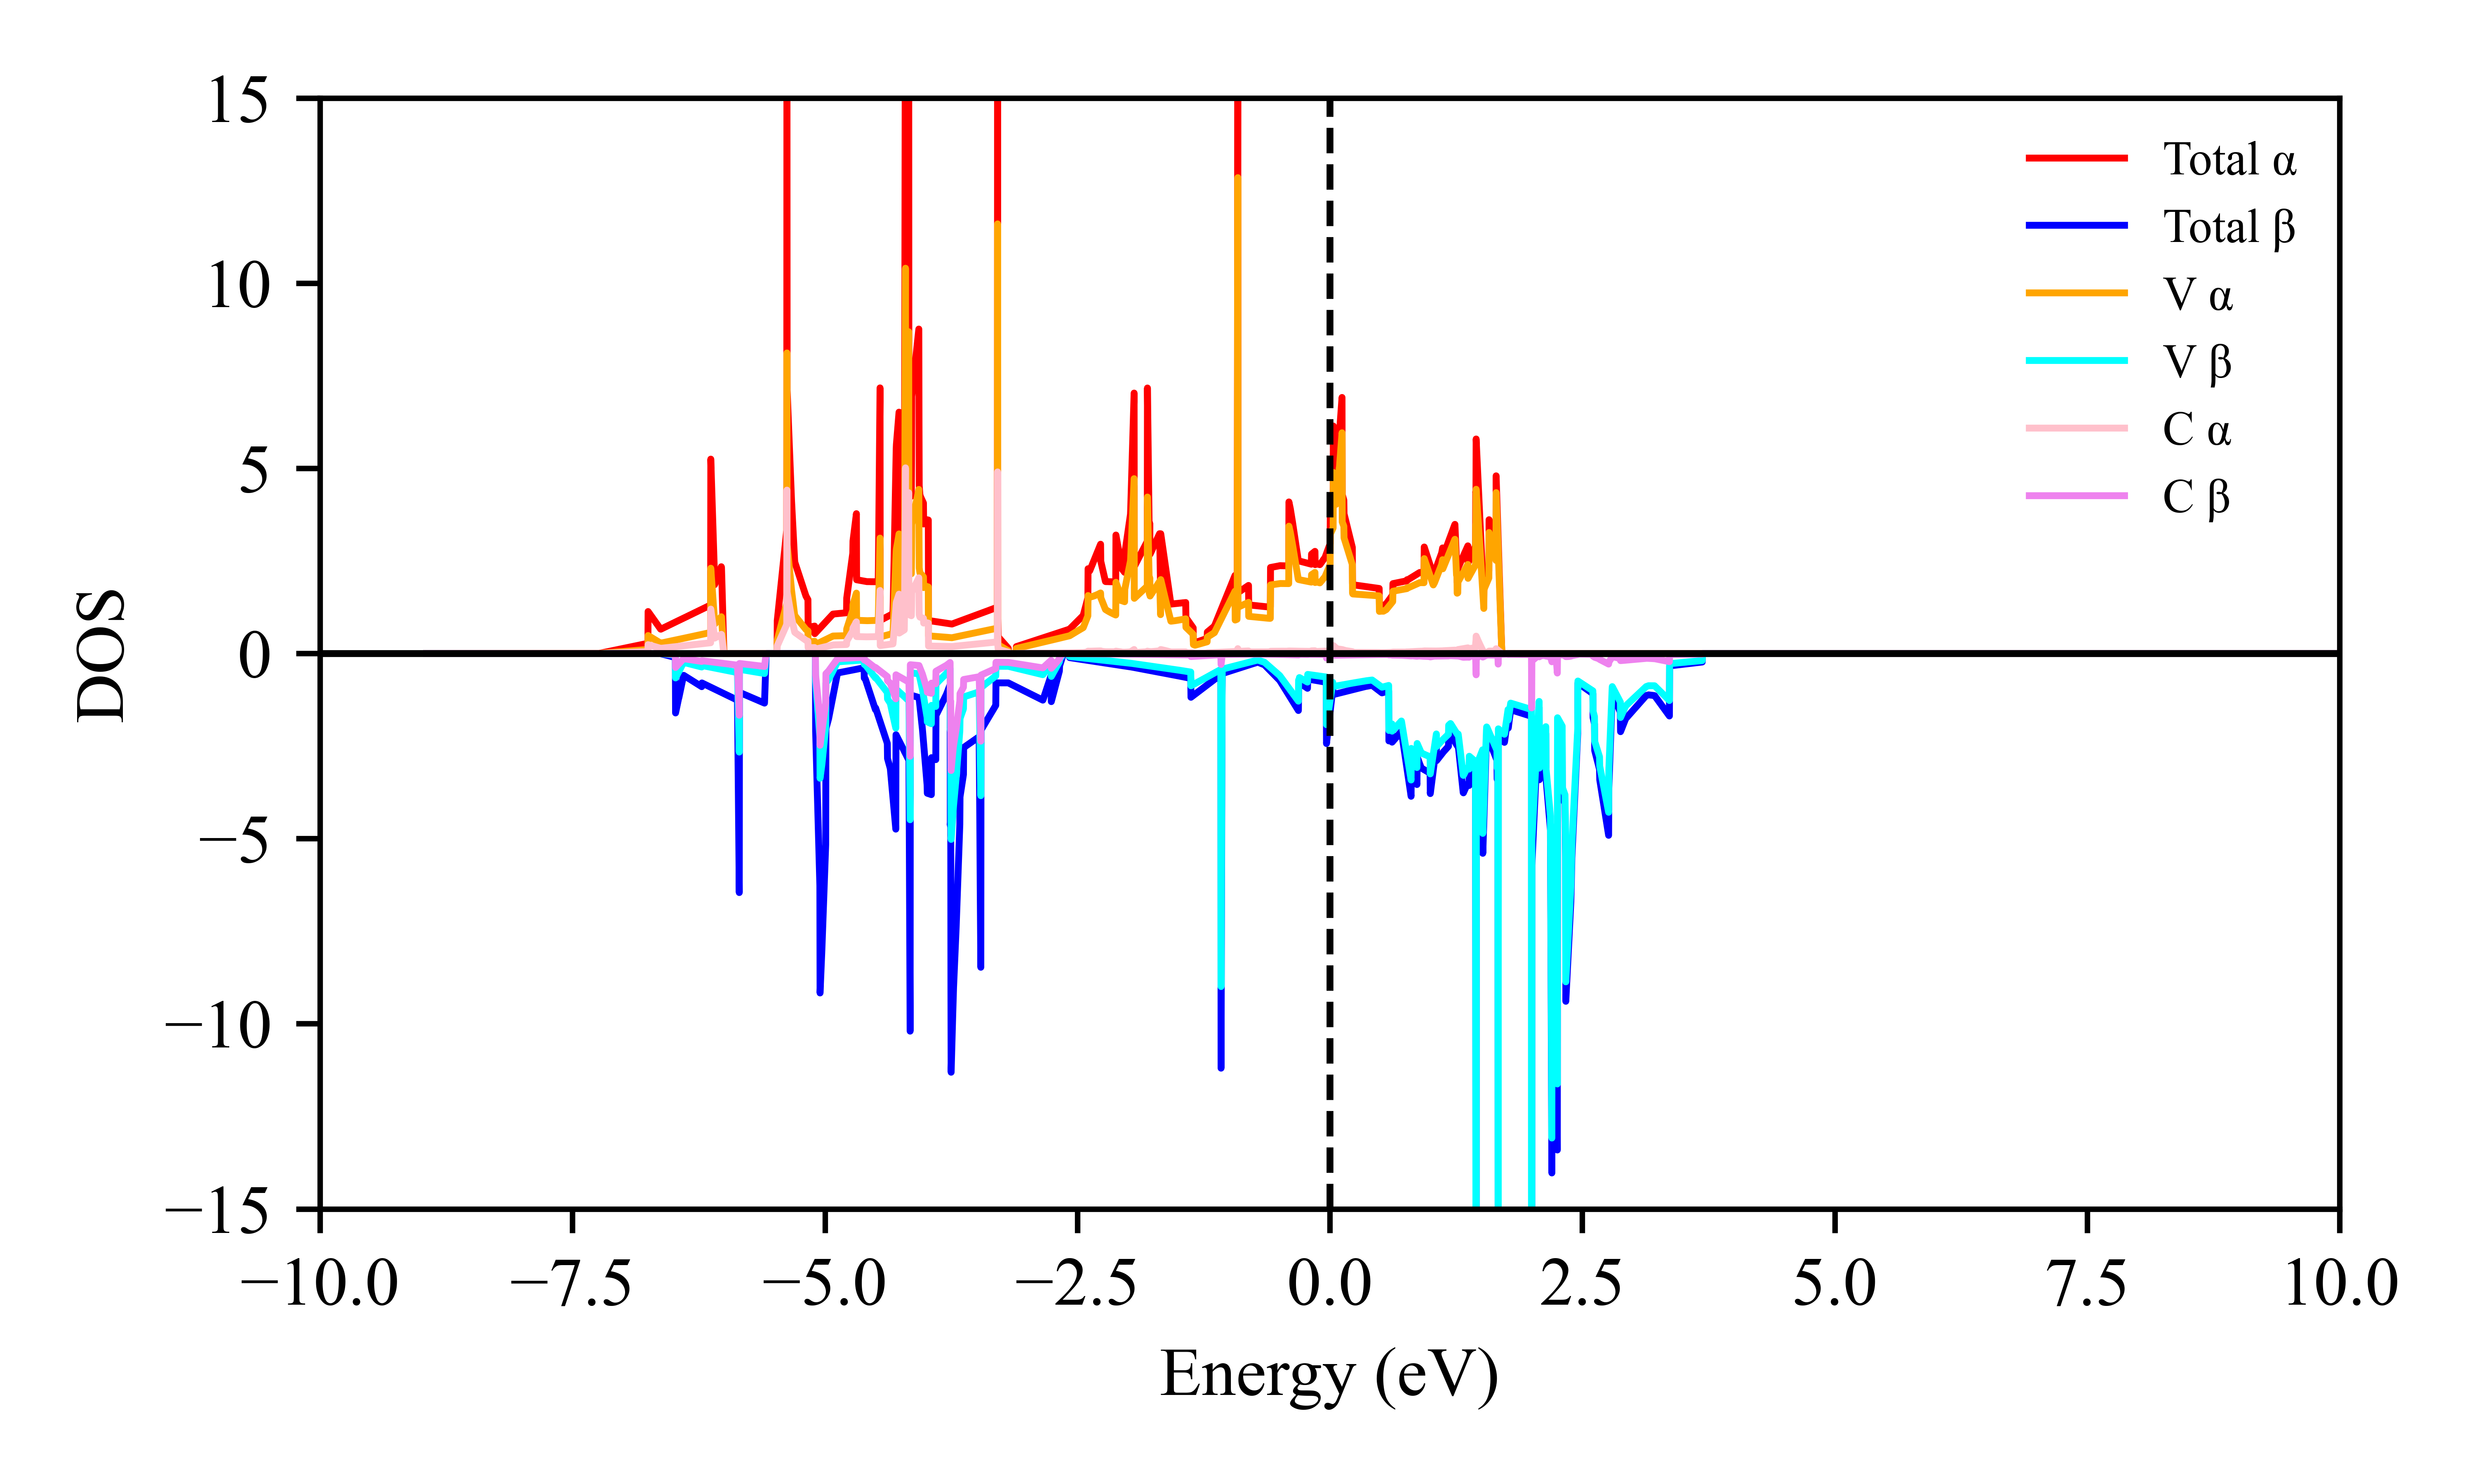 15
10
5
0
−5
−10
−15
DOS
Total α
Total β
V α
V β
C α
C β
−10.0 −7.5 −5.0 −2.5 0.0 2.5 5.0 7.5 10.0
Energy (eV)